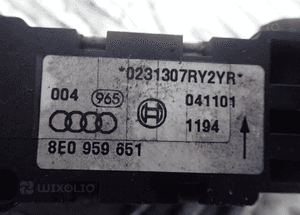 *0231307RY2YR*
004 965 041101
1194
8E0 959 651
WIXOLIO